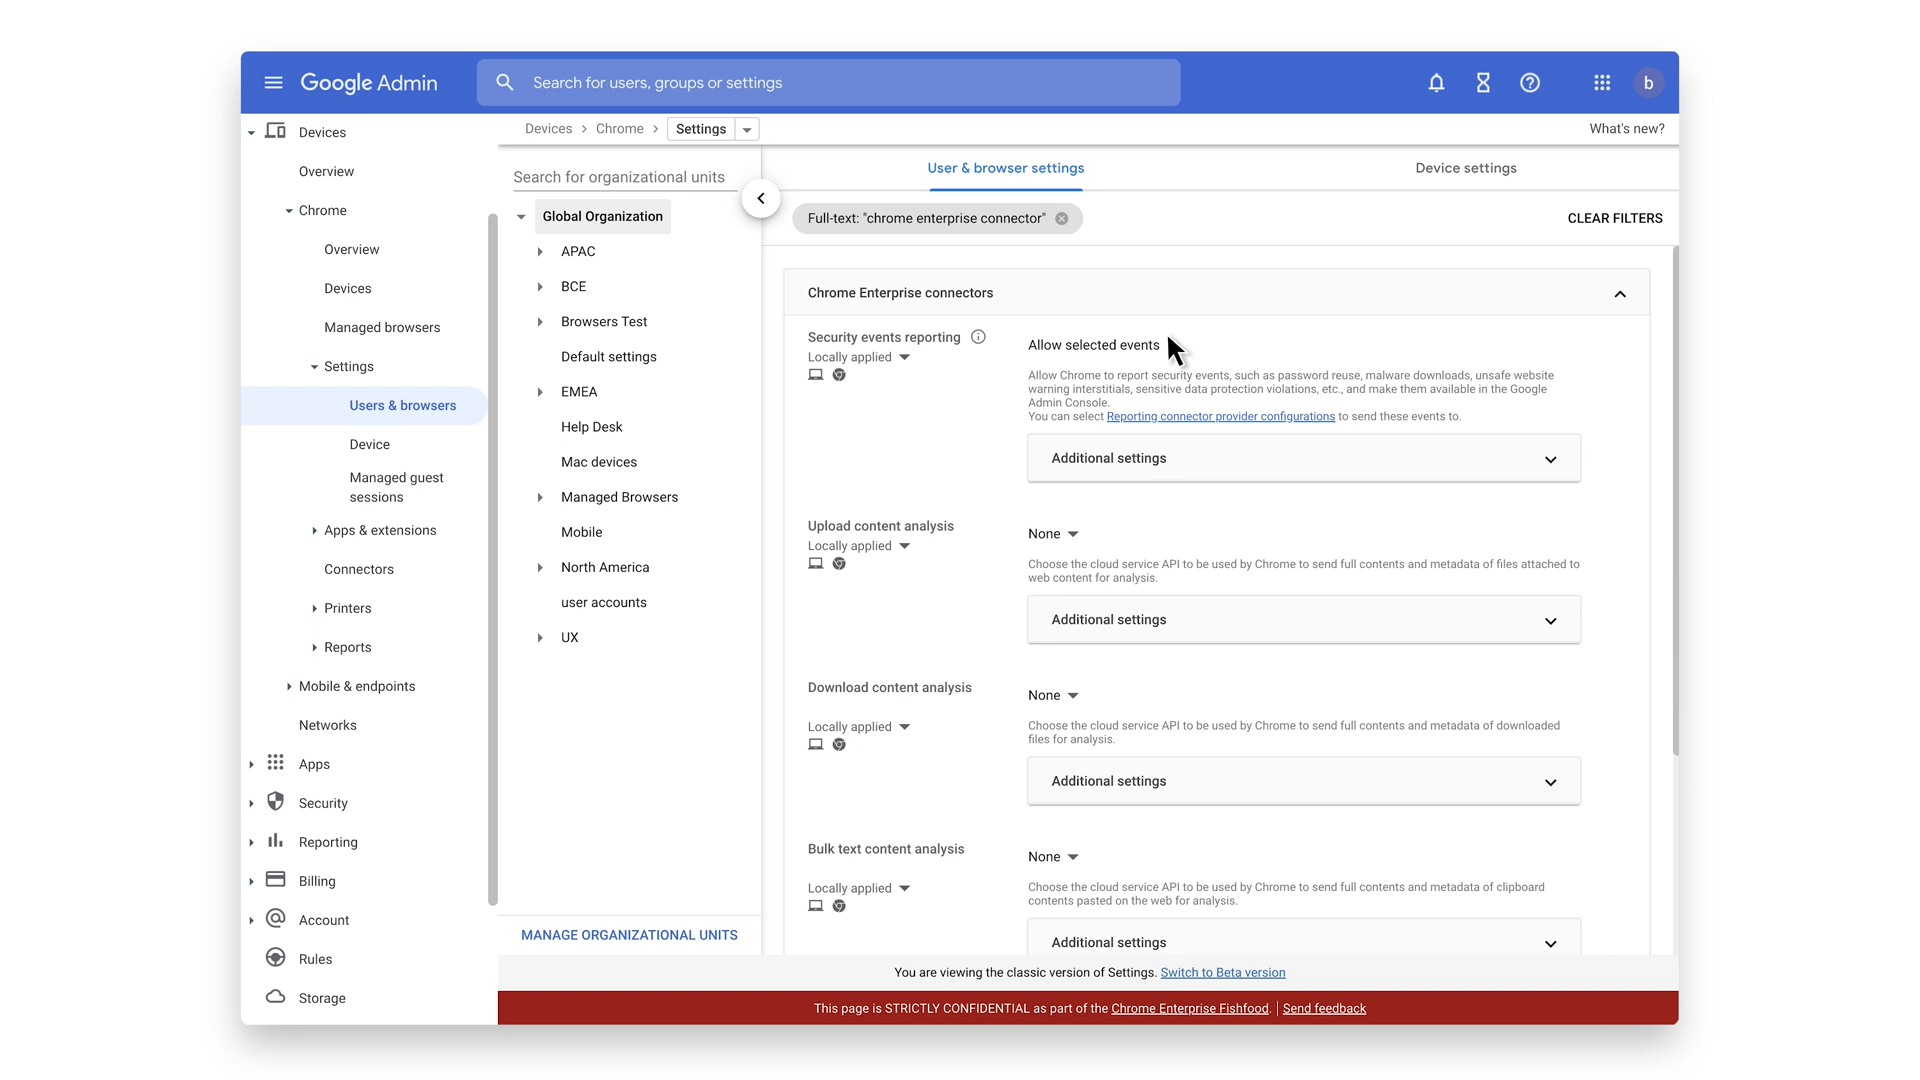 Google Admin
Search for users, groups or settings
b
Devices
Overview
Chrome
Overview
Devices
Managed browsers
Settings
Users & browsers
Device
Managed guest
sessions
Apps & extensions
Connectors
Printers
Reports
Mobile & endpoints
Networks
Apps
Security
Reporting
Billing
Account
Rules
Storage
Devices > Chrome > Settings
What's new?
Search for organizational units
Global Organization
APAC
BCE
Browsers Test
Default settings
EMEA
Help Desk
Mac devices
Managed Browsers
Mobile
North America
user accounts
UX
MANAGE ORGANIZATIONAL UNITS
User & browser settings
Device settings
Full-text: "chrome enterprise connector"
CLEAR FILTERS
Chrome Enterprise connectors
Security events reporting
Locally applied
Allow selected events
Allow Chrome to report security events, such as password reuse, malware downloads, unsafe website
warning interstitials, sensitive data protection violations, etc., and make them available in the Google
Admin Console.
You can select Reporting connector provider configurations to send these events to.
Additional settings
Upload content analysis
Locally applied
None
Choose the cloud service API to be used by Chrome to send full contents and metadata of files attached to
web content for analysis.
Additional settings
Download content analysis
Locally applied
None
Choose the cloud service API to be used by Chrome to send full contents and metadata of downloaded
files for analysis.
Additional settings
Bulk text content analysis
Locally applied
None
Choose the cloud service API to be used by Chrome to send full contents and metadata of clipboard
contents pasted on the web for analysis.
Additional settings
You are viewing the classic version of Settings. Switch to Beta version
This page is STRICTLY CONFIDENTIAL as part of the Chrome Enterprise Fishfood. | Send feedback